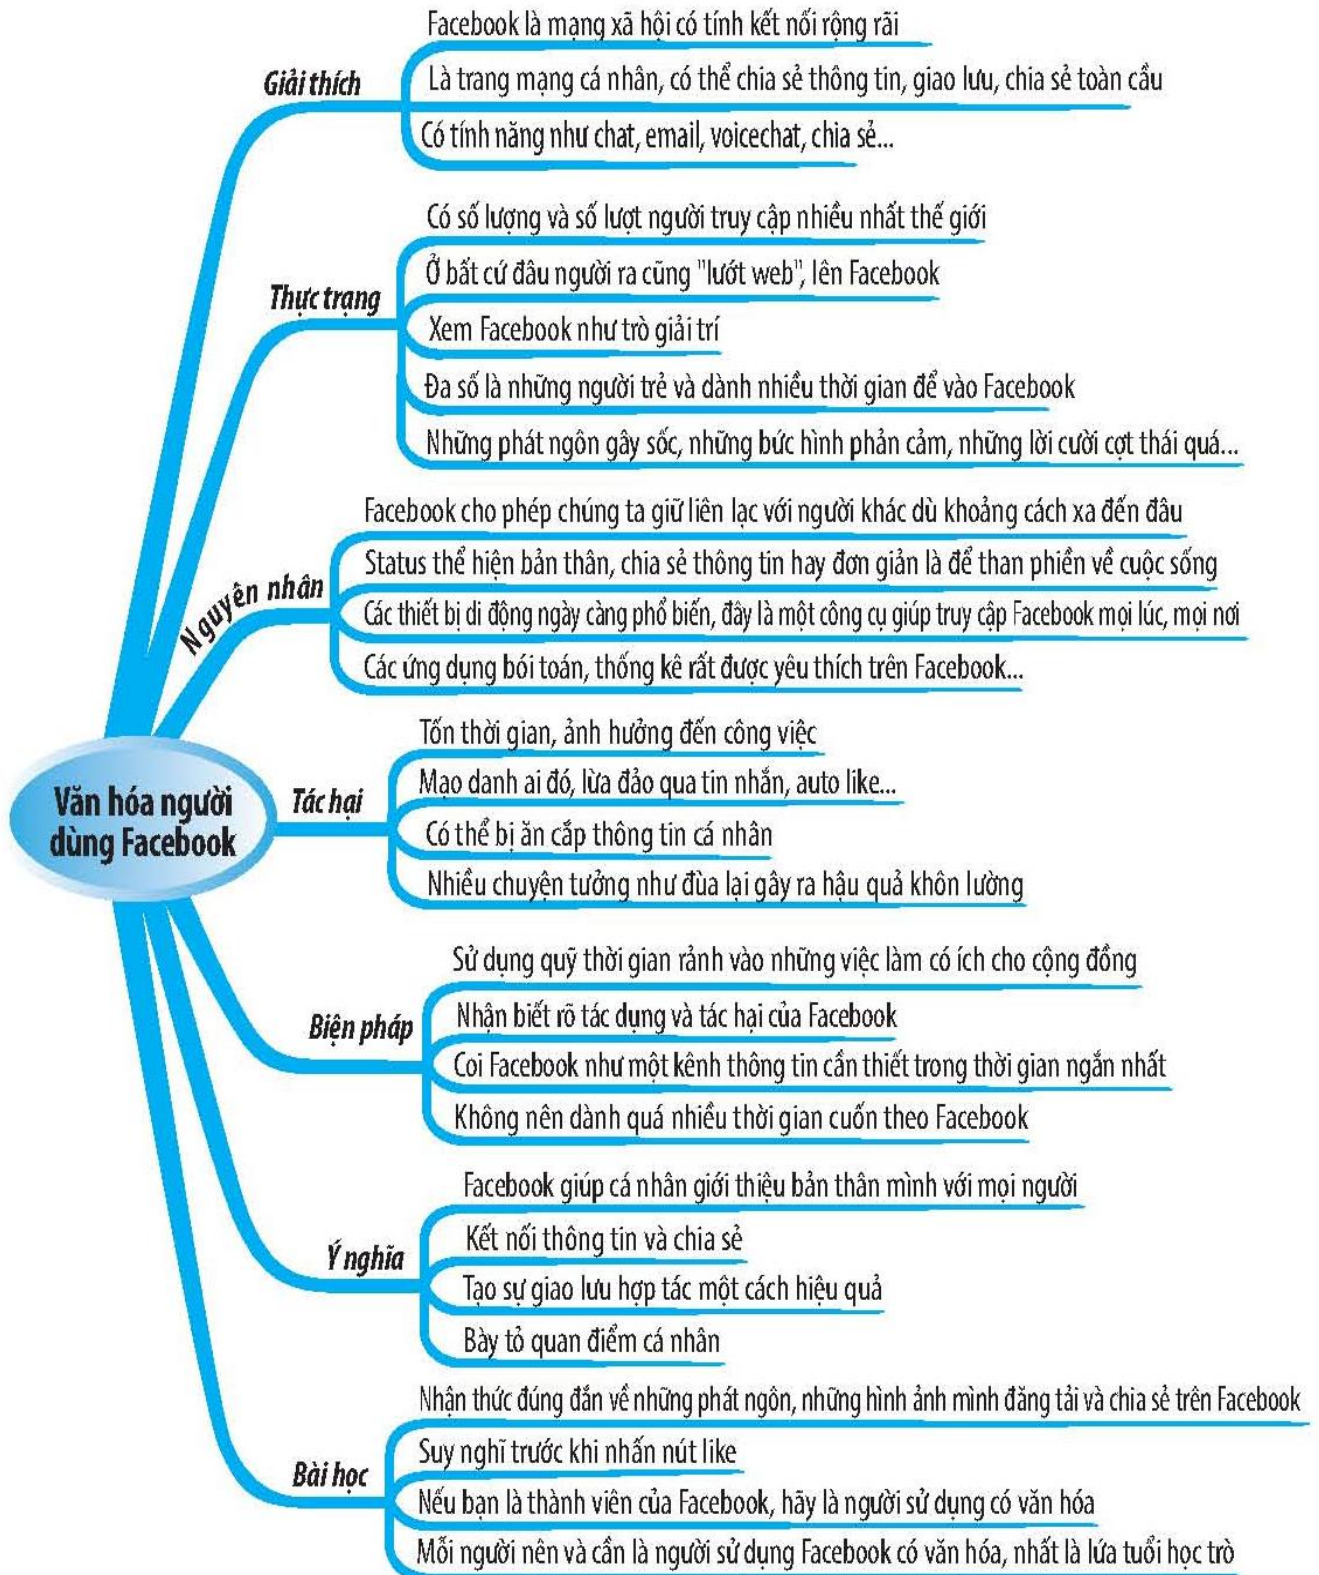 Facebook là mạng xã hội có tính kết nối rộng rãi
Giải thích
Là trang mạng cá nhân, có thể chia sẻ thông tin, giao lưu, chia sẻ toàn cầu
Có tính năng như chat, email, voicechat, chia sẻ...
Có số lượng và số lượt người truy cập nhiều nhất thế giới
Ở bất cứ đâu người ra cũng "lướt web", lên Facebook
Thực trạng
Xem Facebook như trò giải trí
Đa số là những người trẻ và dành nhiều thời gian để vào Facebook
Những phát ngôn gây sốc, những bức hình phản cảm, những lời cười cợt thái quá...
Facebook cho phép chúng ta giữ liên lạc với người khác dù khoảng cách xa đến đâu
Status thể hiện bản thân, chia sẻ thông tin hay đơn giản là để than phiền về cuộc sống
Nguyên nhân
Các thiết bị di động ngày càng phổ biến, đây là một công cụ giúp truy cập Facebook mọi lúc, mọi nơi
Các ứng dụng bói toán, thống kê rất được yêu thích trên Facebook...
Văn hóa người
dùng Facebook
Tốn thời gian, ảnh hưởng đến công việc
Tác hại
Mạo danh ai đó, lừa đảo qua tin nhắn, auto like...
Có thể bị ăn cắp thông tin cá nhân
Nhiều chuyện tưởng như đùa lại gây ra hậu quả khôn lường
Sử dụng quỹ thời gian rảnh vào những việc làm có ích cho cộng đồng
Biện pháp
Nhận biết rõ tác dụng và tác hại của Facebook
Coi Facebook như một kênh thông tin cần thiết trong thời gian ngắn nhất
Không nên dành quá nhiều thời gian cuốn theo Facebook
Facebook giúp cá nhân giới thiệu bản thân mình với mọi người
Ý nghĩa
Kết nối thông tin và chia sẻ
Tạo sự giao lưu hợp tác một cách hiệu quả
Bày tỏ quan điểm cá nhân
Nhận thức đúng đắn về những phát ngôn, những hình ảnh mình đăng tải và chia sẻ trên Facebook
Bài học
Suy nghĩ trước khi nhấn nút like
Nếu bạn là thành viên của Facebook, hãy là người sử dụng có văn hóa
Mỗi người nên và cần là người sử dụng Facebook có văn hóa, nhất là lứa tuổi học trò